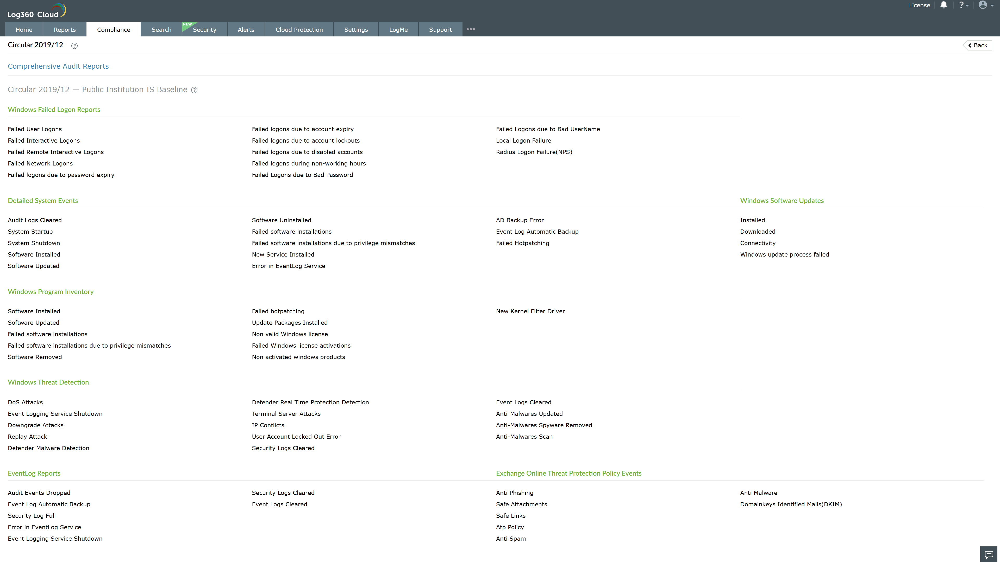 License
?
Log360 Cloud
Home
Reports
Compliance
Search
NEW
Security
Alerts
Cloud Protection
Settings
LogMe
Support
Circular 2019/12 ?
Back
Comprehensive Audit Reports
Circular 2019/12 — Public Institution IS Baseline ?
Windows Failed Logon Reports
Failed User Logons
Failed Interactive Logons
Failed Remote Interactive Logons
Failed Network Logons
Failed logons due to password expiry
Failed logons due to account expiry
Failed logons due to account lockouts
Failed logons due to disabled accounts
Failed logons during non-working hours
Failed Logons due to Bad Password
Failed Logons due to Bad UserName
Local Logon Failure
Radius Logon Failure(NPS)
Detailed System Events
Audit Logs Cleared
System Startup
System Shutdown
Software Installed
Software Updated
Software Uninstalled
Failed software installations
Failed software installations due to privilege mismatches
New Service Installed
Error in EventLog Service
AD Backup Error
Event Log Automatic Backup
Failed Hotpatching
Windows Software Updates
Installed
Downloaded
Connectivity
Windows update process failed
Windows Program Inventory
Software Installed
Software Updated
Failed software installations
Failed software installations due to privilege mismatches
Software Removed
Failed hotpatching
Update Packages Installed
Non valid Windows license
Failed Windows license activations
Non activated windows products
New Kernel Filter Driver
Windows Threat Detection
DoS Attacks
Event Logging Service Shutdown
Downgrade Attacks
Replay Attack
Defender Malware Detection
Defender Real Time Protection Detection
Terminal Server Attacks
IP Conflicts
User Account Locked Out Error
Security Logs Cleared
Event Logs Cleared
Anti-Malwares Updated
Anti-Malwares Spyware Removed
Anti-Malwares Scan
EventLog Reports
Audit Events Dropped
Event Log Automatic Backup
Security Log Full
Error in EventLog Service
Event Logging Service Shutdown
Security Logs Cleared
Event Logs Cleared
Exchange Online Threat Protection Policy Events
Anti Phishing
Safe Attachments
Safe Links
Atp Policy
Anti Spam
Anti Malware
Domainkeys Identified Mails(DKIM)